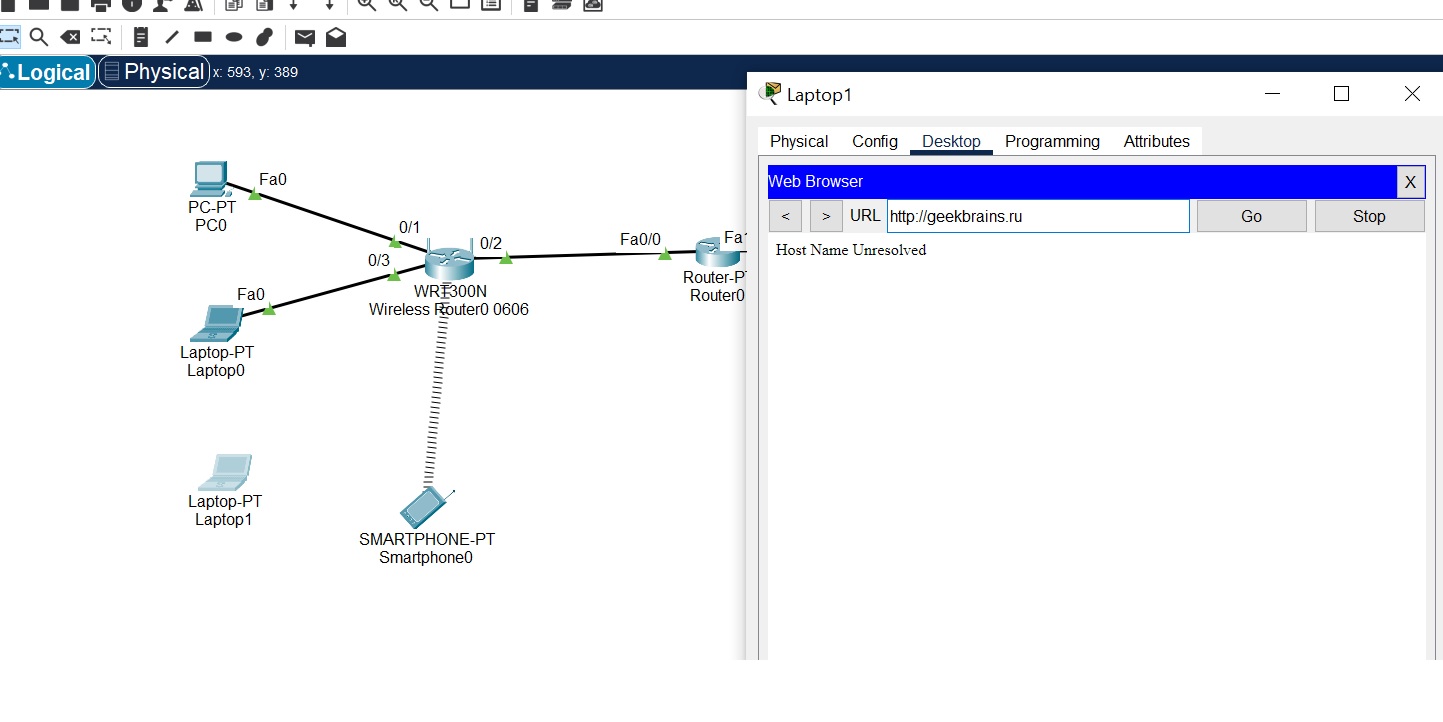 Logical Physical x: 593, y: 389
Laptop1
Physical Config Desktop Programming Attributes
Web Browser X
< > URL http://geekbrains.ru Go Stop
Host Name Unresolved
Fa0
PC-PT
PC0
0/1
0/2
0/3
Fa0/0
Fa1
WRT300N
Wireless Router0 0606
Router-PT
Router0
Fa0
Laptop-PT
Laptop0
Laptop-PT
Laptop1
SMARTPHONE-PT
Smartphone0